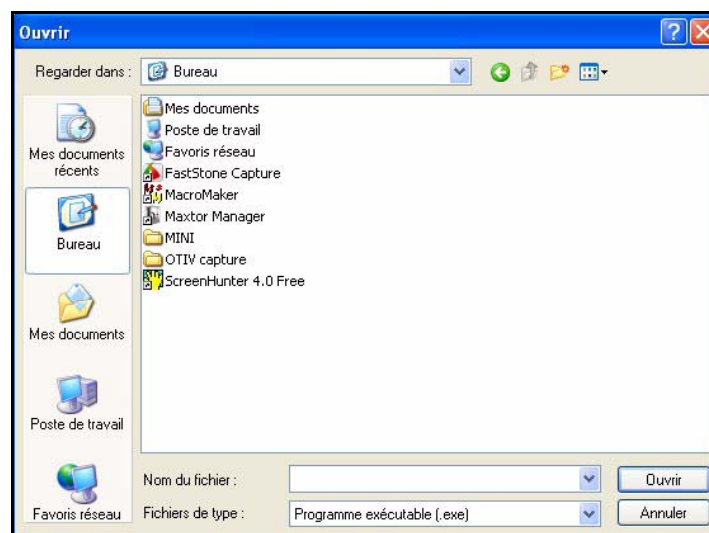 Ouvrir
Regarder dans :
Bureau
Mes documents
récents
Bureau
Mes documents
Poste de travail
Favoris réseau
Mes documents
Poste de travail
Favoris réseau
FastStone Capture
MacroMaker
Maxtor Manager
MINI
OTIV capture
ScreenHunter 4.0 Free
Nom du fichier :
Ouvrir
Fichiers de type :
Programme exécutable (.exe)
Annuler